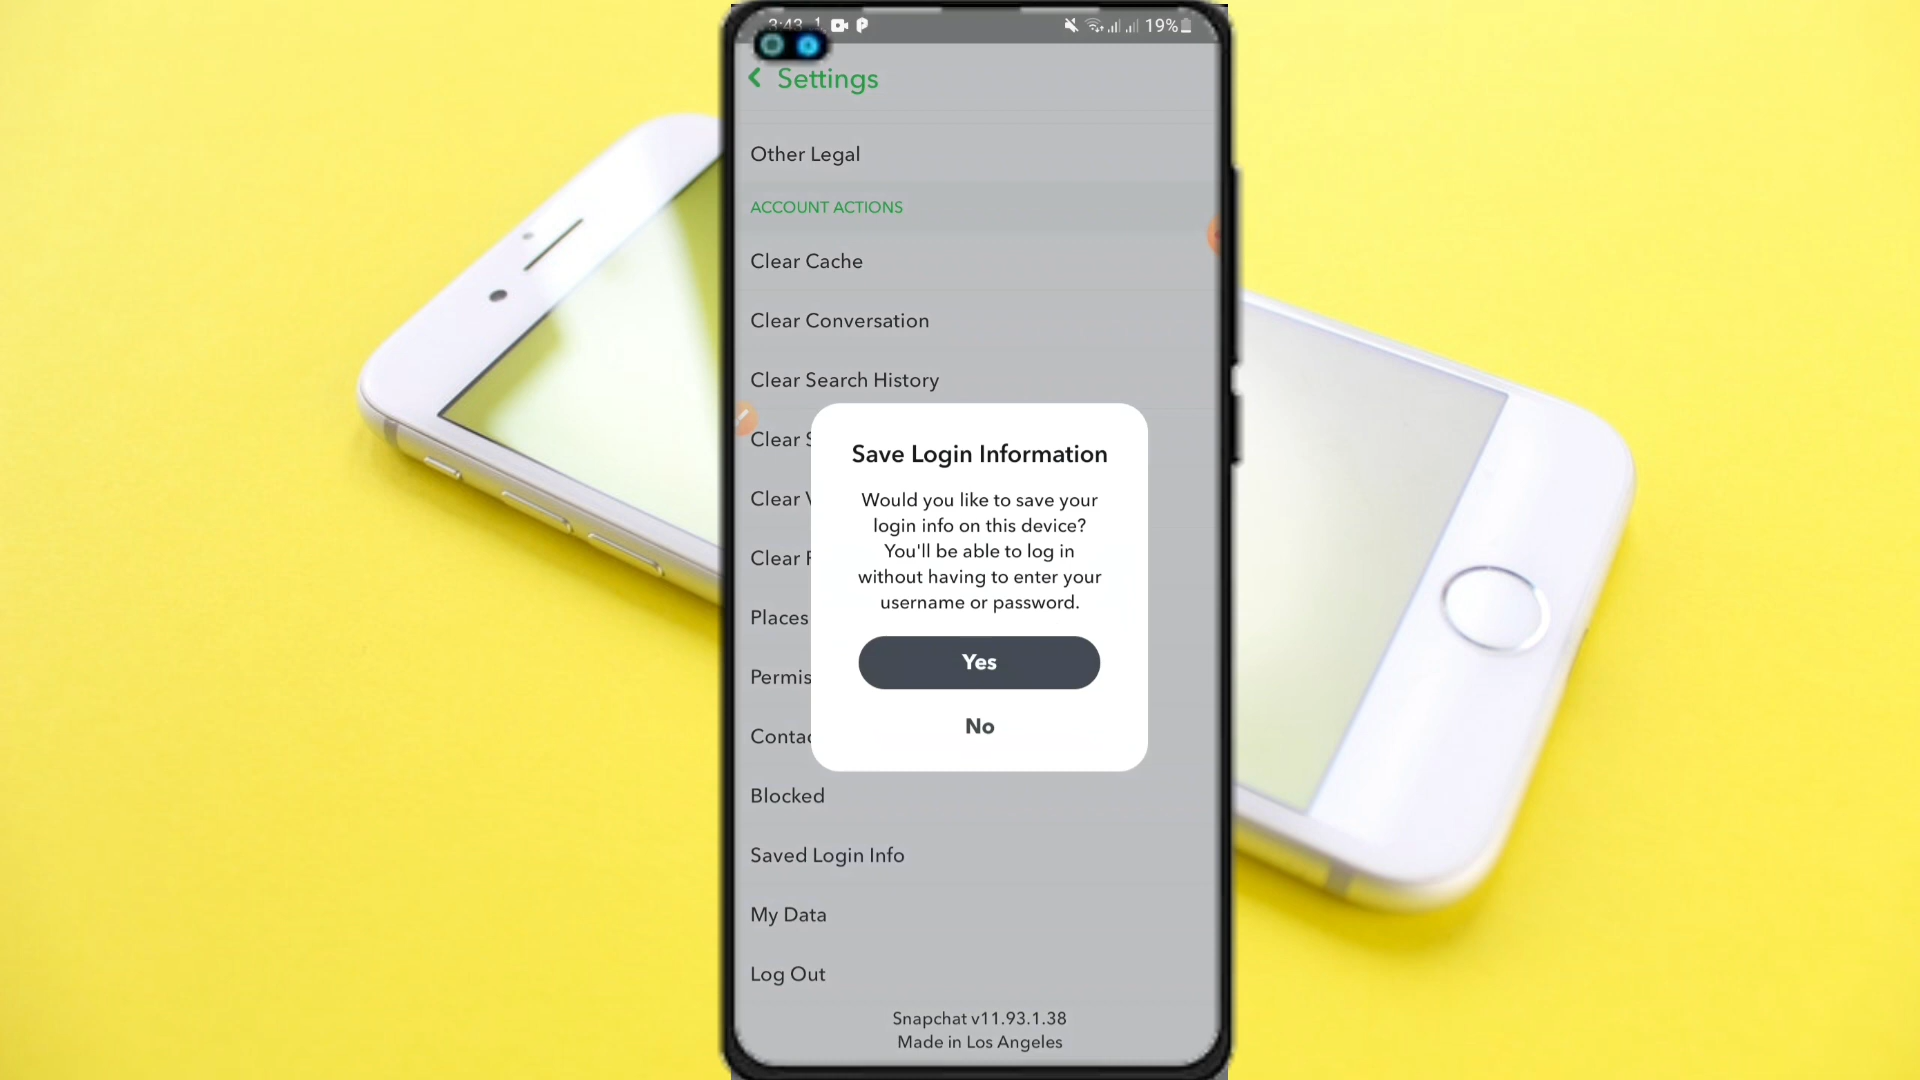 3:43
19%
Settings
Other Legal
ACCOUNT ACTIONS
Clear Cache
Clear Conversation
Clear Search History
Clear
Clear
Clear
Places
Permis
Contac
Blocked
Saved Login Info
My Data
Log Out
Snapchat v11.93.1.38
Made in Los Angeles
Save Login Information
Would you like to save your
login info on this device?
You'll be able to log in
without having to enter your
username or password.
Yes
No